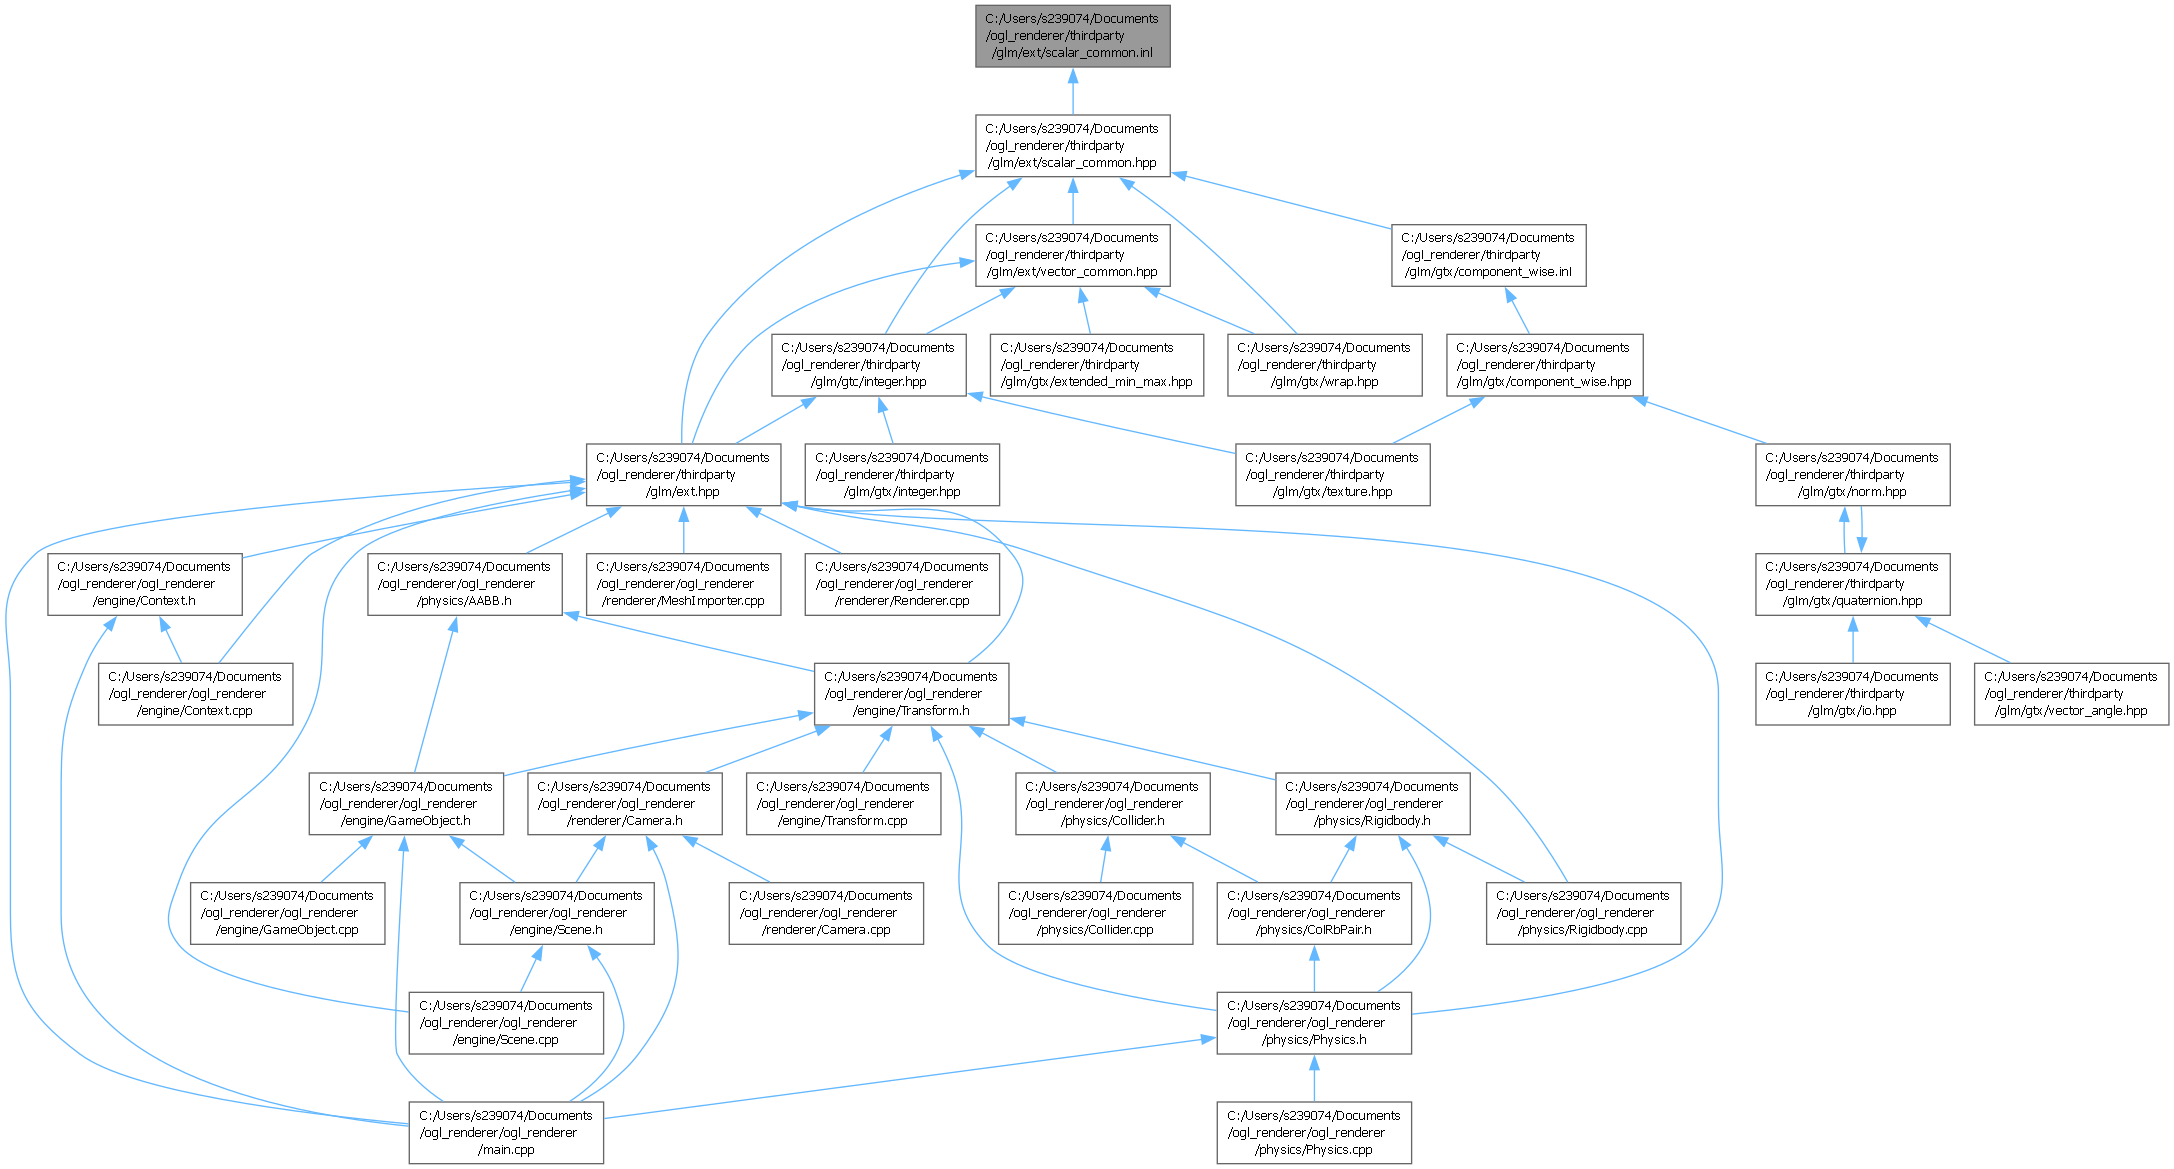 C:/Users/s239074/Documents
/ogl_renderer/thirdparty
/glm/ext/scalar_common.inl
C:/Users/s239074/Documents
/ogl_renderer/thirdparty
/glm/ext/scalar_common.hpp
C:/Users/s239074/Documents
/ogl_renderer/thirdparty
/glm/ext/vector_common.hpp
C:/Users/s239074/Documents
/ogl_renderer/thirdparty
/glm/gtx/component_wise.inl
C:/Users/s239074/Documents
/ogl_renderer/thirdparty
/glm/gtc/integer.hpp
C:/Users/s239074/Documents
/ogl_renderer/thirdparty
/glm/gtx/extended_min_max.hpp
C:/Users/s239074/Documents
/ogl_renderer/thirdparty
/glm/gtx/wrap.hpp
C:/Users/s239074/Documents
/ogl_renderer/thirdparty
/glm/gtx/component_wise.hpp
C:/Users/s239074/Documents
/ogl_renderer/thirdparty
/glm/ext.hpp
C:/Users/s239074/Documents
/ogl_renderer/thirdparty
/glm/gtx/integer.hpp
C:/Users/s239074/Documents
/ogl_renderer/thirdparty
/glm/gtx/texture.hpp
C:/Users/s239074/Documents
/ogl_renderer/thirdparty
/glm/gtx/norm.hpp
C:/Users/s239074/Documents
/ogl_renderer/ogl_renderer
/engine/Context.h
C:/Users/s239074/Documents
/ogl_renderer/ogl_renderer
/physics/AABB.h
C:/Users/s239074/Documents
/ogl_renderer/ogl_renderer
/renderer/MeshImporter.cpp
C:/Users/s239074/Documents
/ogl_renderer/ogl_renderer
/renderer/Renderer.cpp
C:/Users/s239074/Documents
/ogl_renderer/thirdparty
/glm/gtx/quaternion.hpp
C:/Users/s239074/Documents
/ogl_renderer/ogl_renderer
/engine/Context.cpp
C:/Users/s239074/Documents
/ogl_renderer/ogl_renderer
/engine/Transform.h
C:/Users/s239074/Documents
/ogl_renderer/thirdparty
/glm/gtx/io.hpp
C:/Users/s239074/Documents
/ogl_renderer/thirdparty
/glm/gtx/vector_angle.hpp
C:/Users/s239074/Documents
/ogl_renderer/ogl_renderer
/engine/GameObject.h
C:/Users/s239074/Documents
/ogl_renderer/ogl_renderer
/renderer/Camera.h
C:/Users/s239074/Documents
/ogl_renderer/ogl_renderer
/engine/Transform.cpp
C:/Users/s239074/Documents
/ogl_renderer/ogl_renderer
/physics/Collider.h
C:/Users/s239074/Documents
/ogl_renderer/ogl_renderer
/physics/Rigidbody.h
C:/Users/s239074/Documents
/ogl_renderer/ogl_renderer
/engine/GameObject.cpp
C:/Users/s239074/Documents
/ogl_renderer/ogl_renderer
/engine/Scene.h
C:/Users/s239074/Documents
/ogl_renderer/ogl_renderer
/renderer/Camera.cpp
C:/Users/s239074/Documents
/ogl_renderer/ogl_renderer
/physics/Collider.cpp
C:/Users/s239074/Documents
/ogl_renderer/ogl_renderer
/physics/ColRbPair.h
C:/Users/s239074/Documents
/ogl_renderer/ogl_renderer
/physics/Rigidbody.cpp
C:/Users/s239074/Documents
/ogl_renderer/ogl_renderer
/engine/Scene.cpp
C:/Users/s239074/Documents
/ogl_renderer/ogl_renderer
/physics/Physics.h
C:/Users/s239074/Documents
/ogl_renderer/ogl_renderer
/main.cpp
C:/Users/s239074/Documents
/ogl_renderer/ogl_renderer
/physics/Physics.cpp